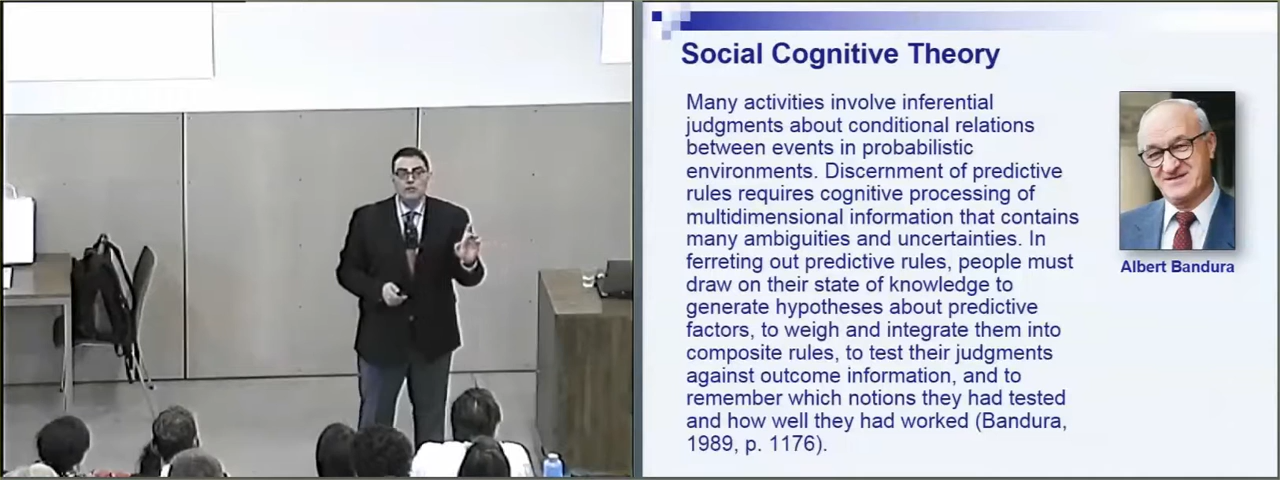 Social Cognitive Theory
Many activities involve inferential
judgments about conditional relations
between events in probabilistic
environments. Discernment of predictive
rules requires cognitive processing of
multidimensional information that contains
many ambiguities and uncertainties. In
ferreting out predictive rules, people must
draw on their state of knowledge to
generate hypotheses about predictive
factors, to weigh and integrate them into
composite rules, to test their judgments
against outcome information, and to
remember which notions they had tested
and how well they had worked (Bandura,
1989, p. 1176).
Albert Bandura